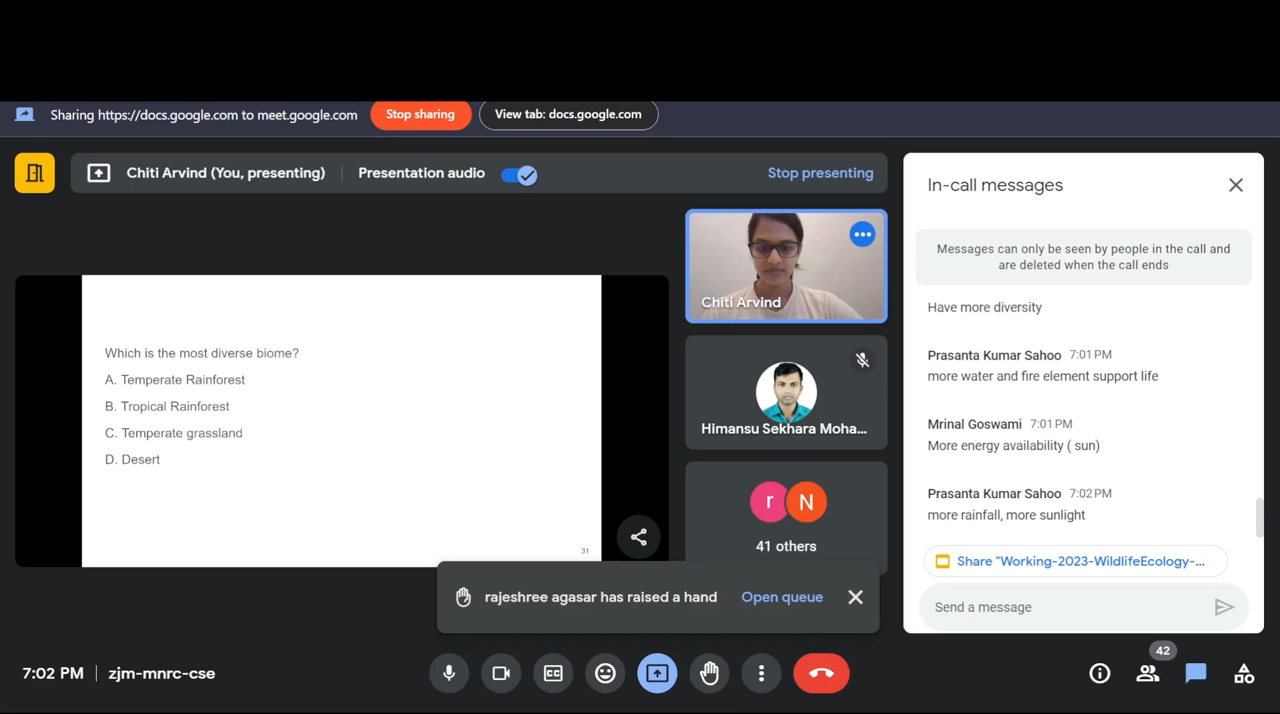 Sharing https://docs.google.com to meet.google.com
Stop sharing
View tab: docs.google.com
Chiti Arvind (You, presenting)
Presentation audio
Stop presenting
Which is the most diverse biome?
A. Temperate Rainforest
B. Tropical Rainforest
C. Temperate grassland
D. Desert
31
Chiti Arvind
Himansu Sekhara Moha...
r
N
41 others
In-call messages
Messages can only be seen by people in the call and
are deleted when the call ends
Have more diversity
Prasanta Kumar Sahoo 7:01 PM
more water and fire element support life
Mrinal Goswami 7:01 PM
More energy availability ( sun)
Prasanta Kumar Sahoo 7:02 PM
more rainfall, more sunlight
Share "Working-2023-WildlifeEcology-...
Send a message
rajeshree agasar has raised a hand
Open queue
7:02 PM
zjm-mnrc-cse
CC
42